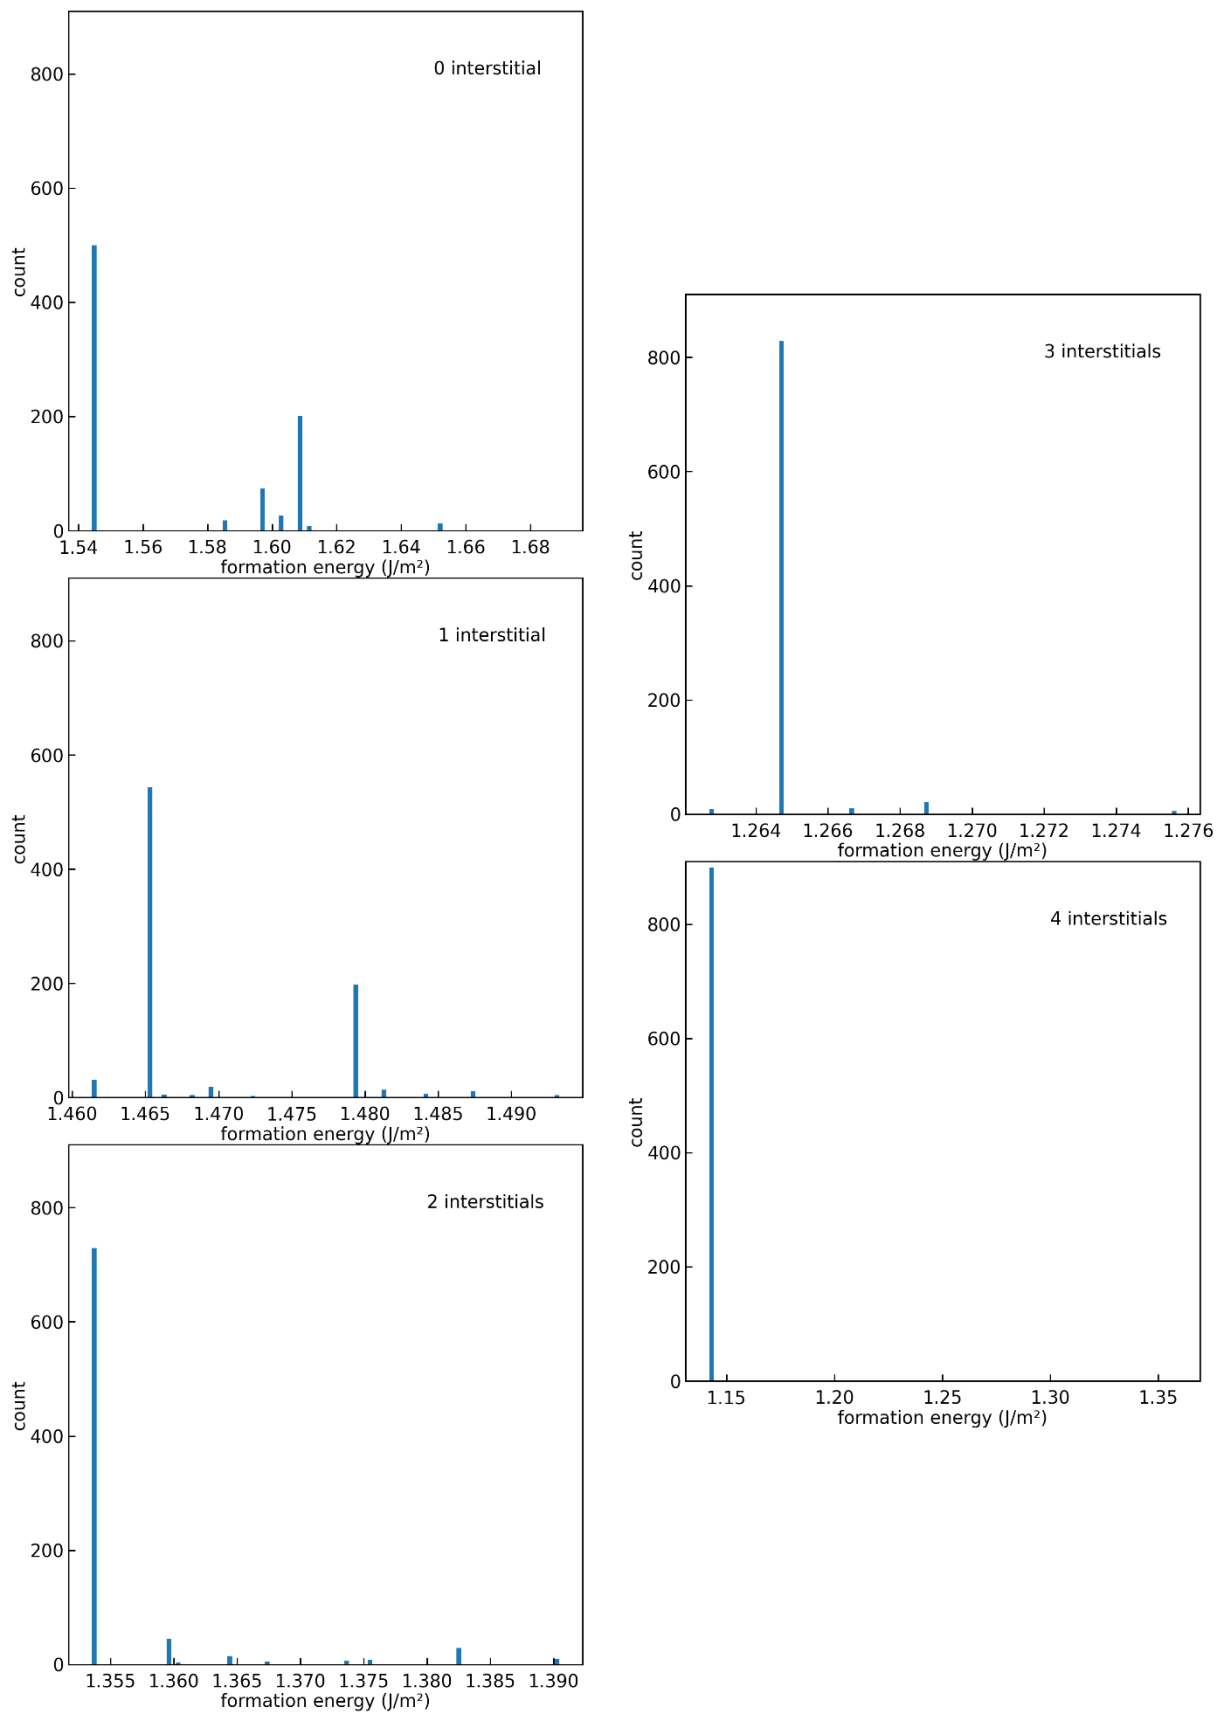 0 interstitial
800
600
400
200
0
count
1.54 1.56 1.58 1.60 1.62 1.64 1.66 1.68
formation energy (J/m²)
1 interstitial
800
600
400
200
0
count
1.460 1.465 1.470 1.475 1.480 1.485 1.490
formation energy (J/m²)
2 interstitials
800
600
400
200
0
count
1.355 1.360 1.365 1.370 1.375 1.380 1.385 1.390
formation energy (J/m²)
3 interstitials
800
600
400
200
0
count
1.264 1.266 1.268 1.270 1.272 1.274 1.276
formation energy (J/m²)
4 interstitials
800
600
400
200
0
count
1.15 1.20 1.25 1.30 1.35
formation energy (J/m²)